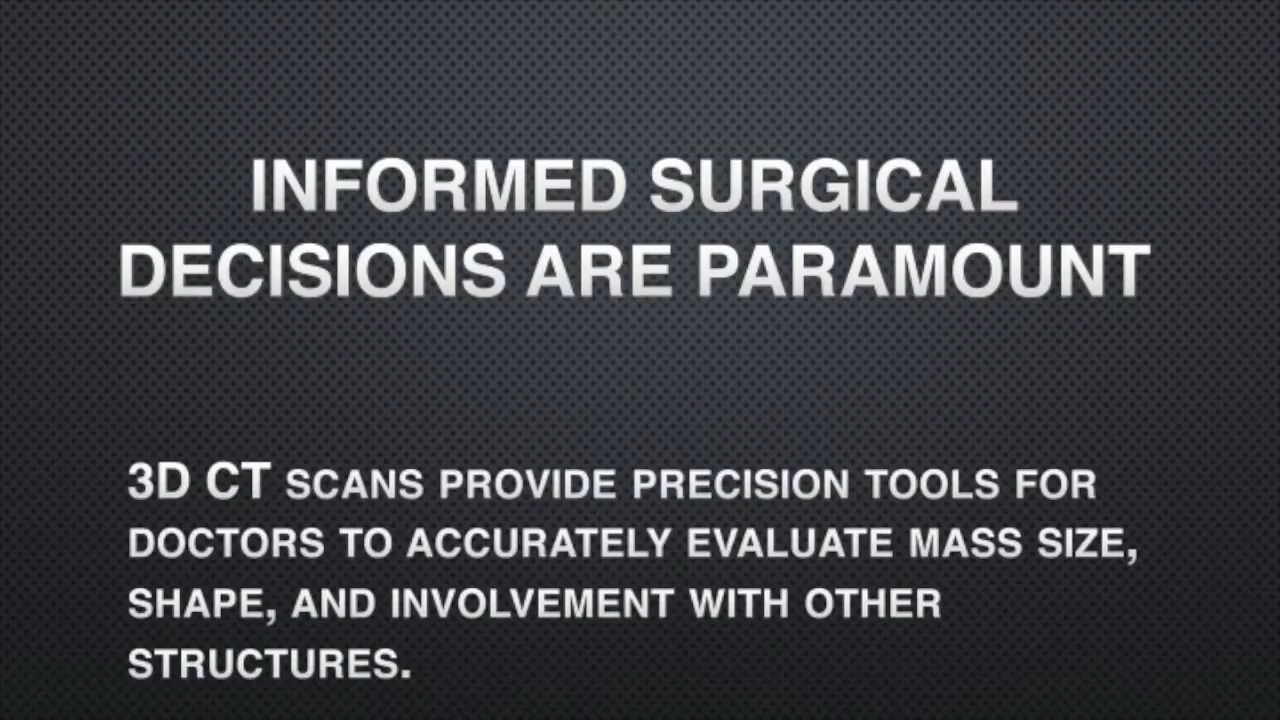 INFORMED SURGICAL
DECISIONS ARE PARAMOUNT
3D CT SCANS PROVIDE PRECISION TOOLS FOR
DOCTORS TO ACCURATELY EVALUATE MASS SIZE,
SHAPE, AND INVOLVEMENT WITH OTHER
STRUCTURES.